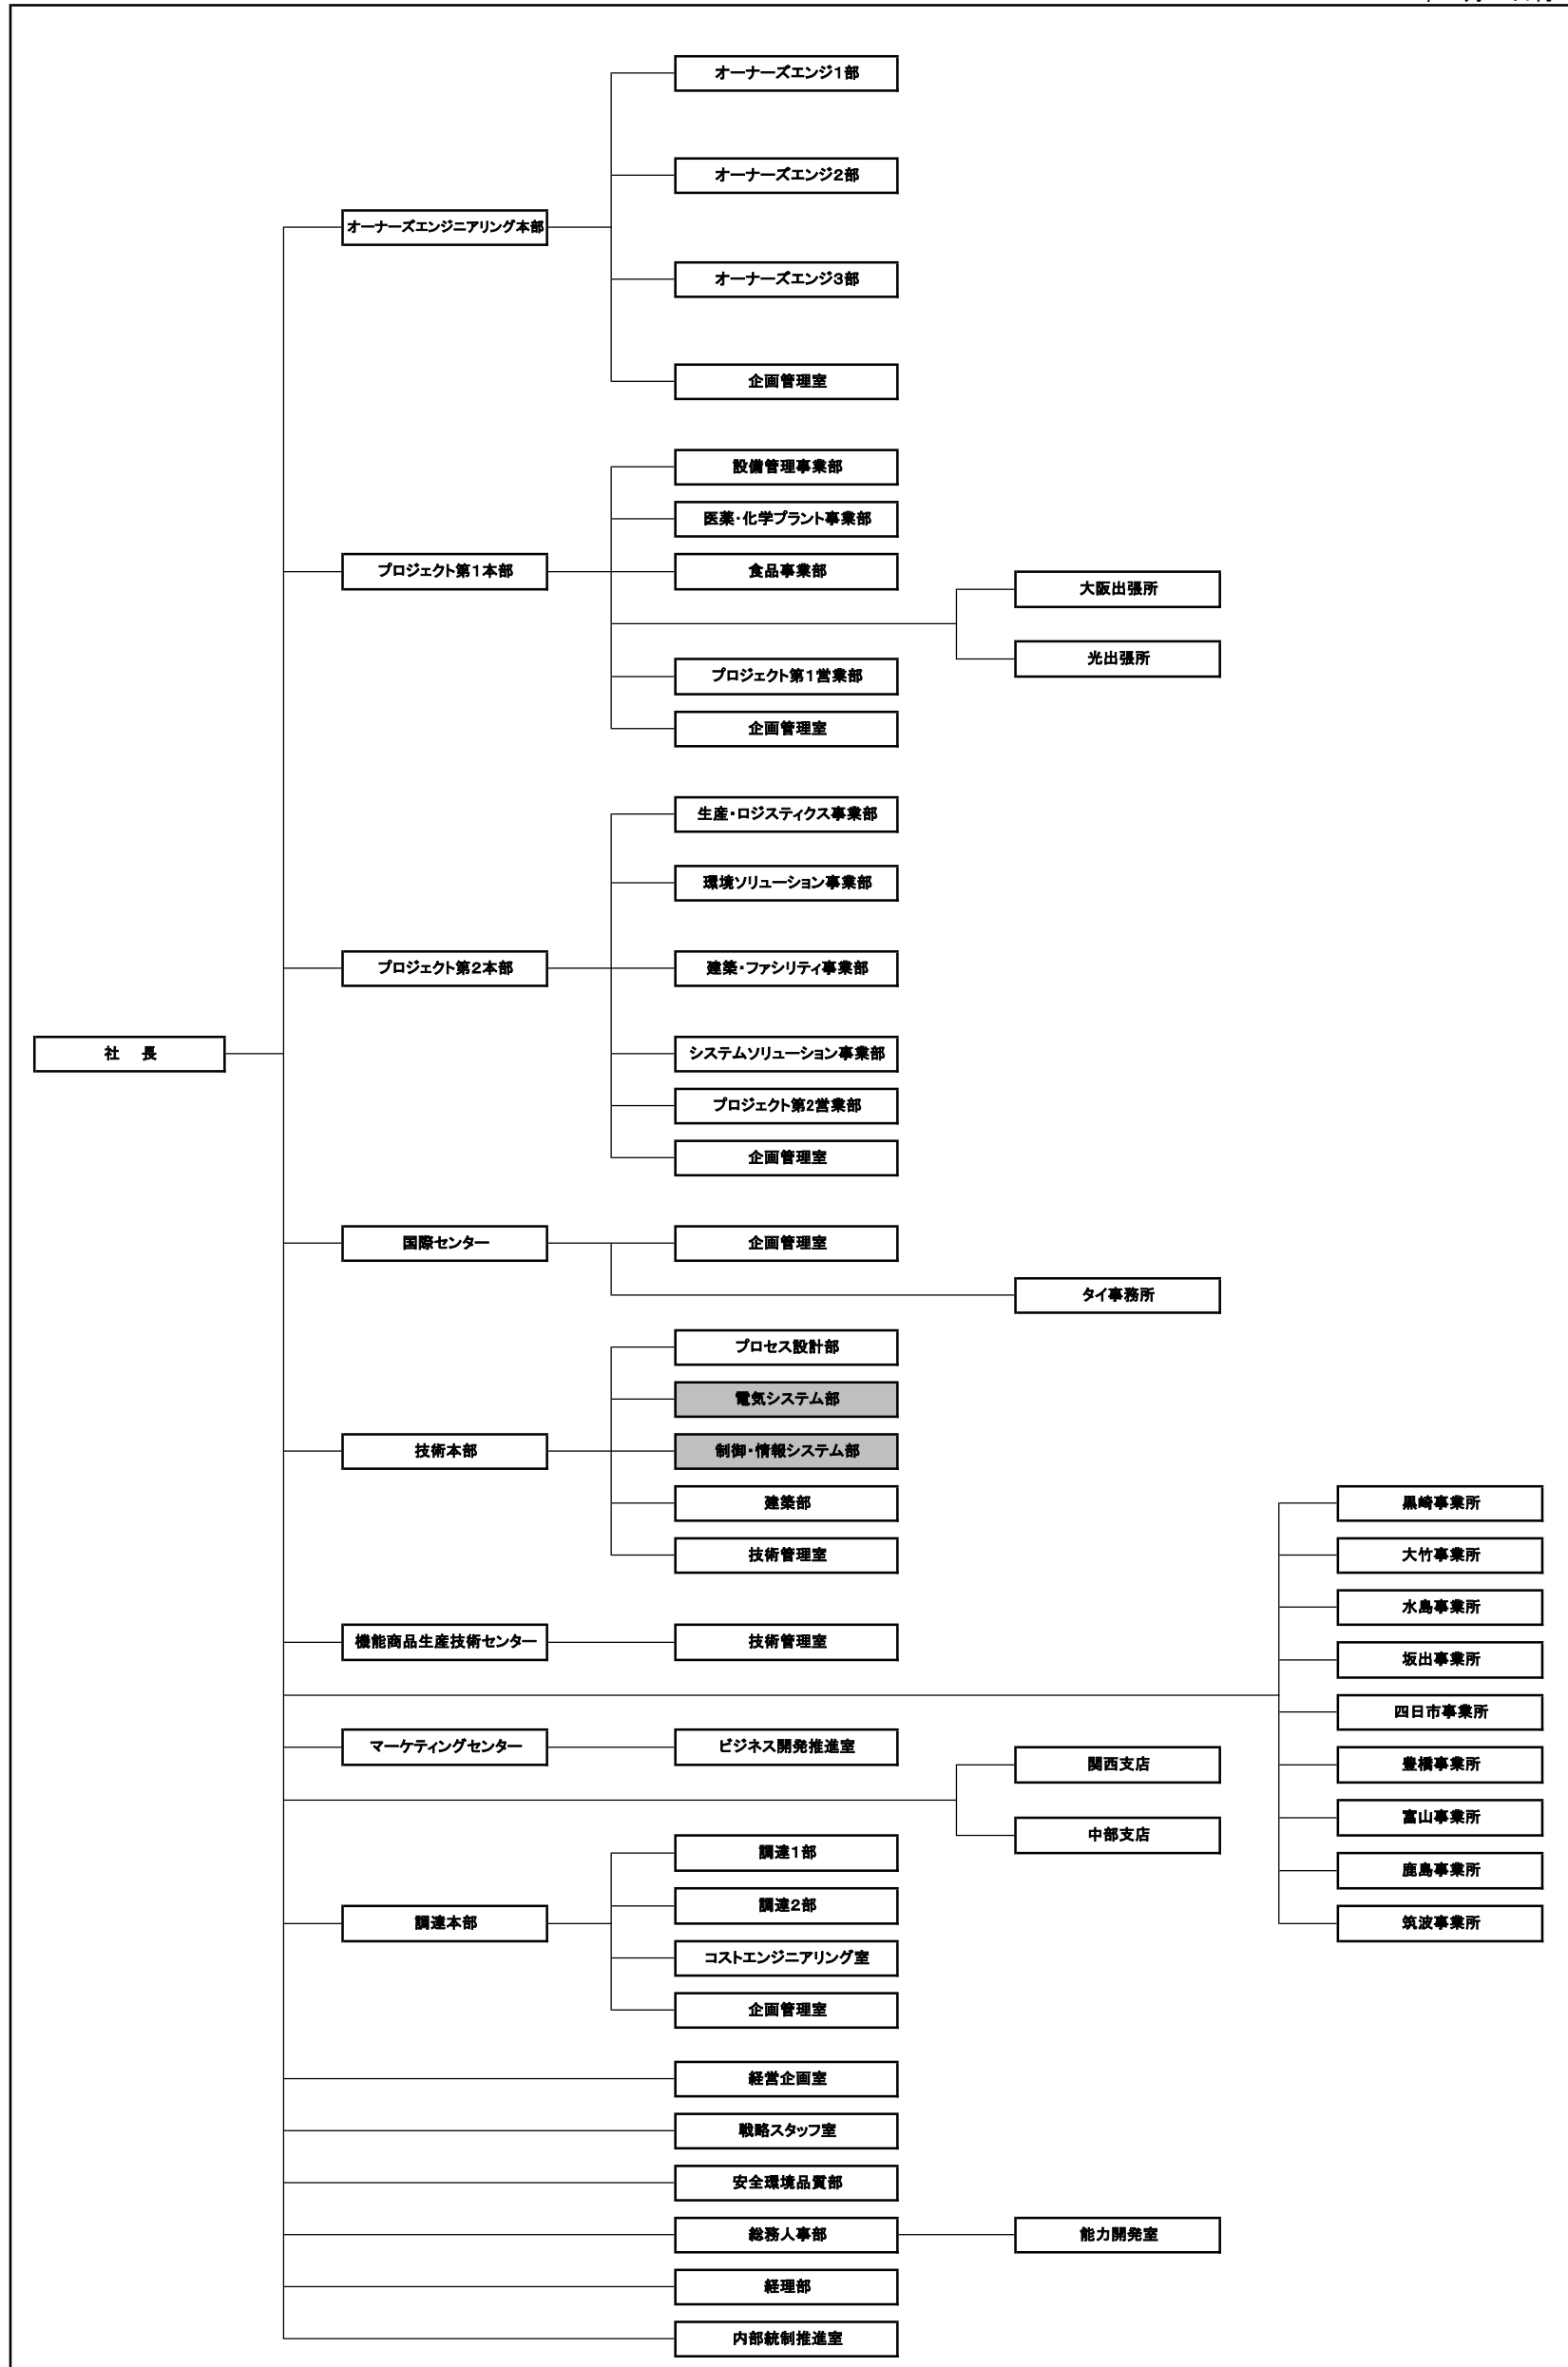 社　長
オーナーズエンジニアリング本部
オーナーズエンジ1部
オーナーズエンジ2部
オーナーズエンジ3部
企画管理室
プロジェクト第1本部
設備管理事業部
医薬・化学プラント事業部
食品事業部
大阪出張所
光出張所
プロジェクト第1営業部
企画管理室
プロジェクト第2本部
生産・ロジスティクス事業部
環境ソリューション事業部
建築・ファシリティ事業部
システムソリューション事業部
プロジェクト第2営業部
企画管理室
国際センター
企画管理室
タイ事務所
技術本部
プロセス設計部
電気システム部
制御・情報システム部
建築部
技術管理室
機能商品生産技術センター
技術管理室
黒崎事業所
大竹事業所
水島事業所
坂出事業所
四日市事業所
豊橋事業所
富山事業所
鹿島事業所
筑波事業所
マーケティングセンター
ビジネス開発推進室
関西支店
中部支店
調達本部
調達1部
調達2部
コストエンジニアリング室
企画管理室
経営企画室
戦略スタッフ室
安全環境品質部
総務人事部
能力開発室
経理部
内部統制推進室